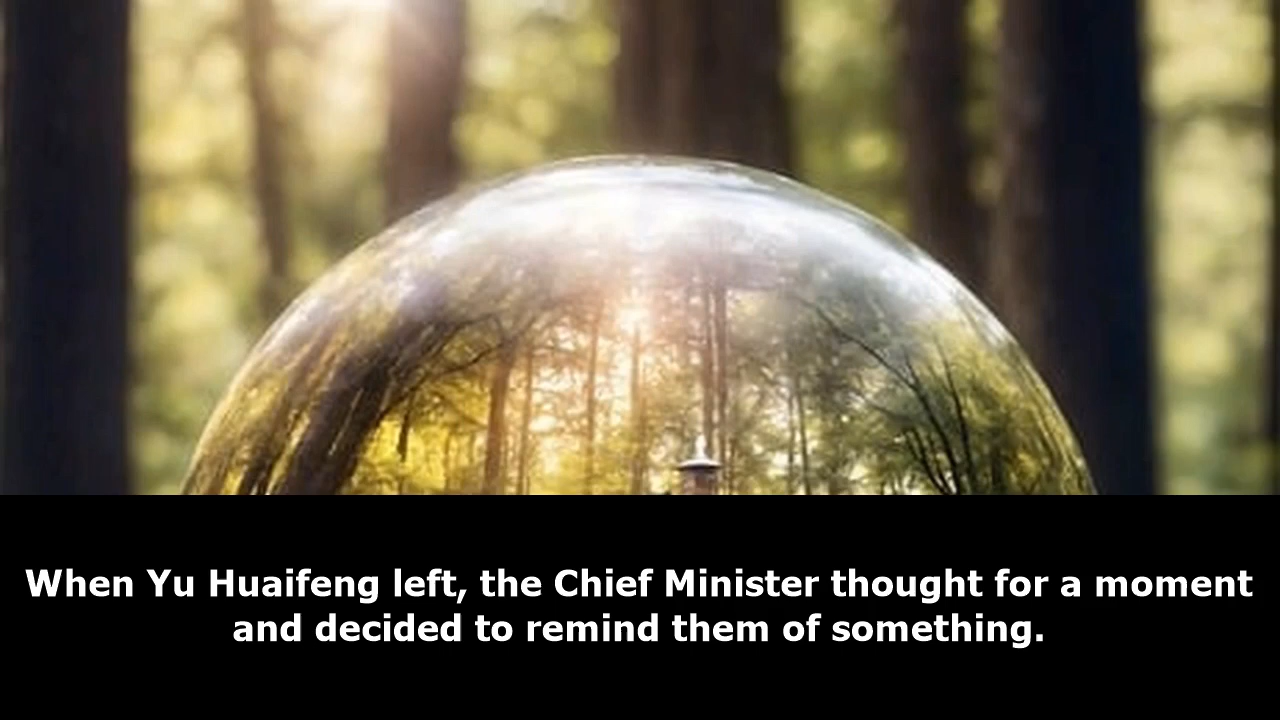 When Yu Huaifeng left, the Chief Minister thought for a moment
and decided to remind them of something.